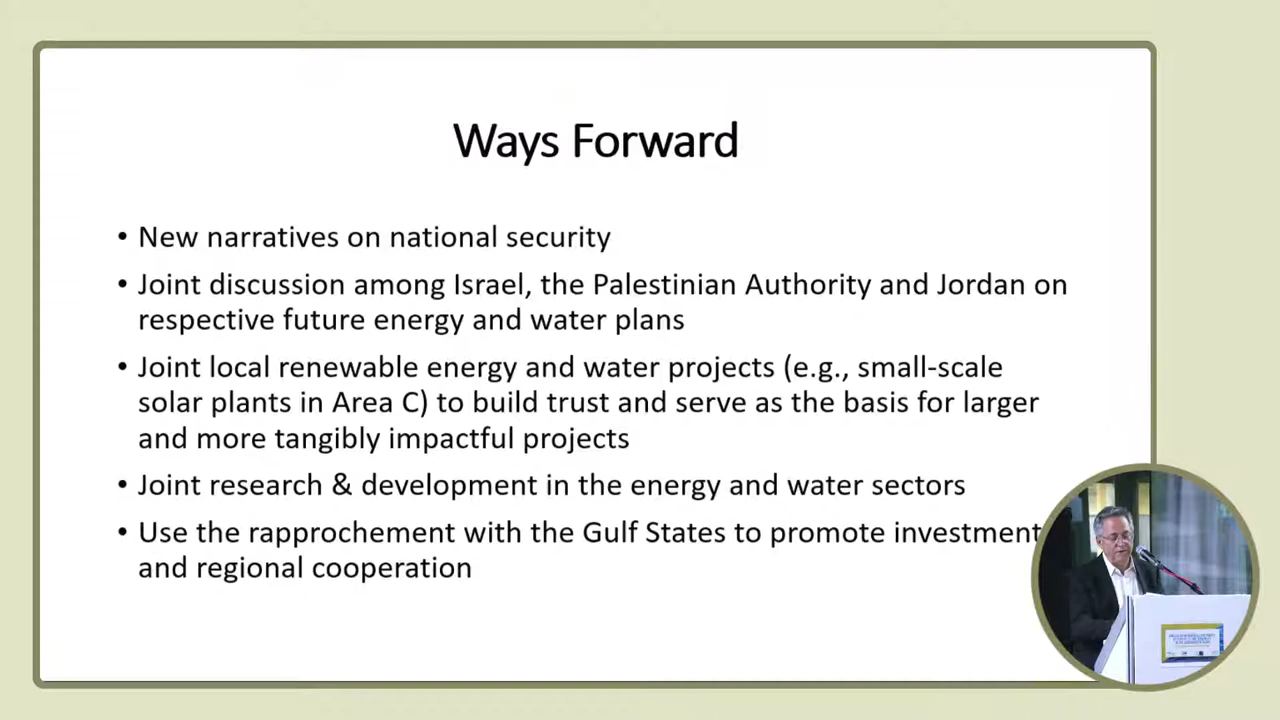 Ways Forward
• New narratives on national security
• Joint discussion among Israel, the Palestinian Authority and Jordan on
respective future energy and water plans
• Joint local renewable energy and water projects (e.g., small-scale
solar plants in Area C) to build trust and serve as the basis for larger
and more tangibly impactful projects
• Joint research & development in the energy and water sectors
• Use the rapprochement with the Gulf States to promote investment
and regional cooperation